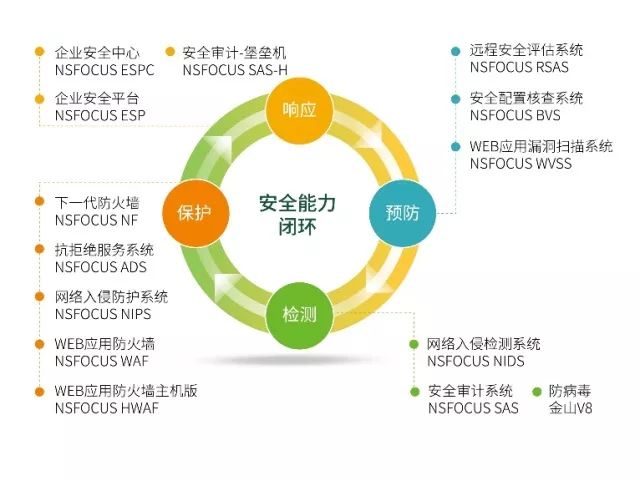 企业安全中心
NSFOCUS ESPC
安全审计-堡垒机
NSFOCUS SAS-H
企业安全平台
NSFOCUS ESP
远程安全评估系统
NSFOCUS RSAS
安全配置核查系统
NSFOCUS BVS
WEB应用漏洞扫描系统
NSFOCUS WVSS
响应
保护
安全能力
闭环
预防
检测
下一代防火墙
NSFOCUS NF
抗拒绝服务系统
NSFOCUS ADS
网络入侵防护系统
NSFOCUS NIPS
WEB应用防火墙
NSFOCUS WAF
WEB应用防火墙主机版
NSFOCUS HWAF
网络入侵检测系统
NSFOCUS NIDS
安全审计系统
NSFOCUS SAS
防病毒
金山V8